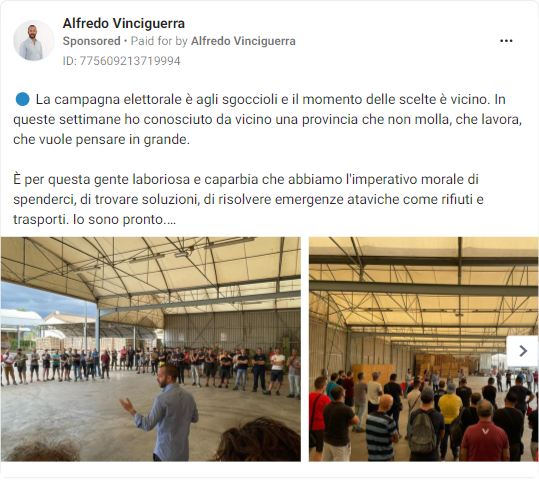 Alfredo Vinciguerra
Sponsored • Paid for by Alfredo Vinciguerra
ID: 775609213719994
La campagna elettorale è agli sgoccioli e il momento delle scelte è vicino. In
queste settimane ho conosciuto da vicino una provincia che non molla, che lavora,
che vuole pensare in grande.
È per questa gente laboriosa e caparbia che abbiamo l'imperativo morale di
spenderci, di trovare soluzioni, di risolvere emergenze ataviche come rifiuti e
trasporti. Io sono pronto....